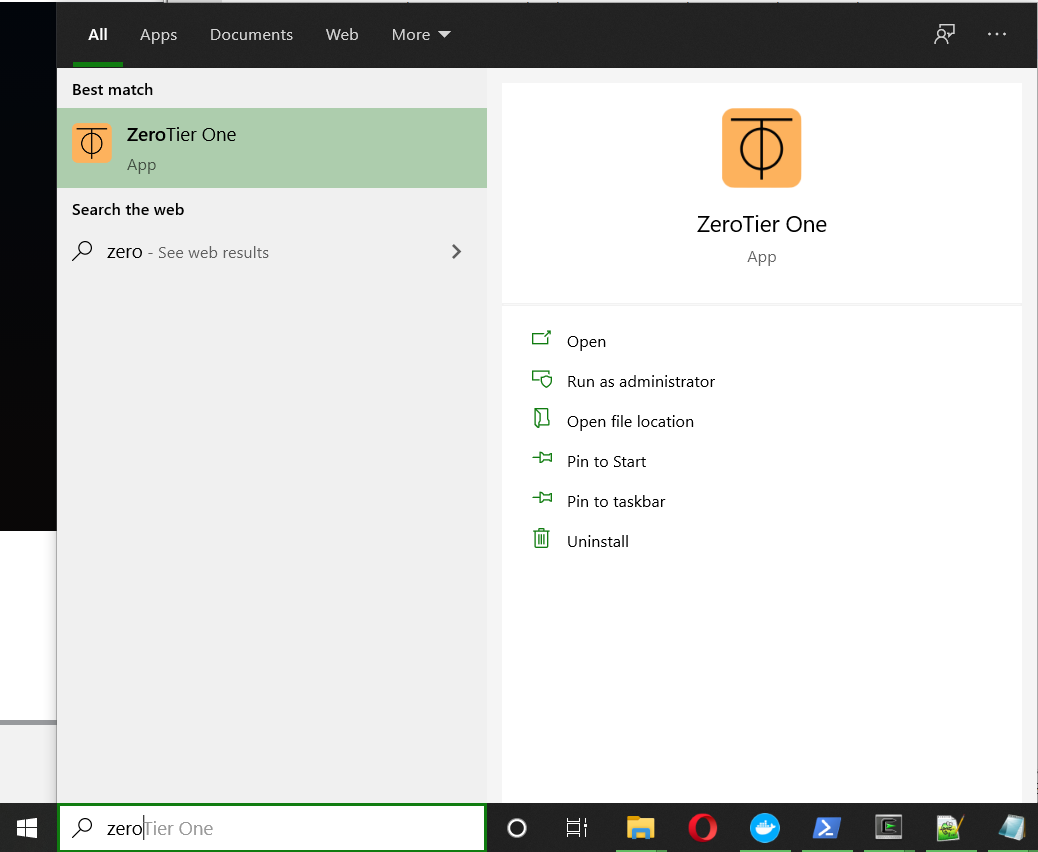 All Apps Documents Web More
Best match
ZeroTier One
App
Search the web
zero - See web results
ZeroTier One
App
Open
Run as administrator
Open file location
Pin to Start
Pin to taskbar
Uninstall
zeroTier One